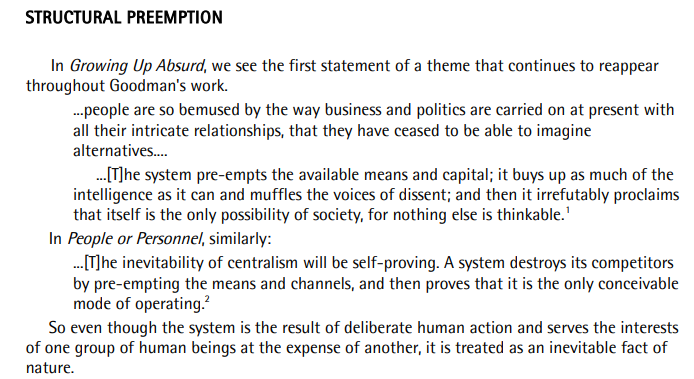 STRUCTURAL PREEMPTION
In Growing Up Absurd, we see the first statement of a theme that continues to reappear
throughout Goodman's work.
...people are so bemused by the way business and politics are carried on at present with
all their intricate relationships, that they have ceased to be able to imagine
alternatives....
...[T]he system pre-empts the available means and capital; it buys up as much of the
intelligence as it can and muffles the voices of dissent; and then it irrefutably proclaims
that itself is the only possibility of society, for nothing else is thinkable.¹
In People or Personnel, similarly:
...[T]he inevitability of centralism will be self-proving. A system destroys its competitors
by pre-empting the means and channels, and then proves that it is the only conceivable
mode of operating.²
So even though the system is the result of deliberate human action and serves the interests
of one group of human beings at the expense of another, it is treated as an inevitable fact of
nature.